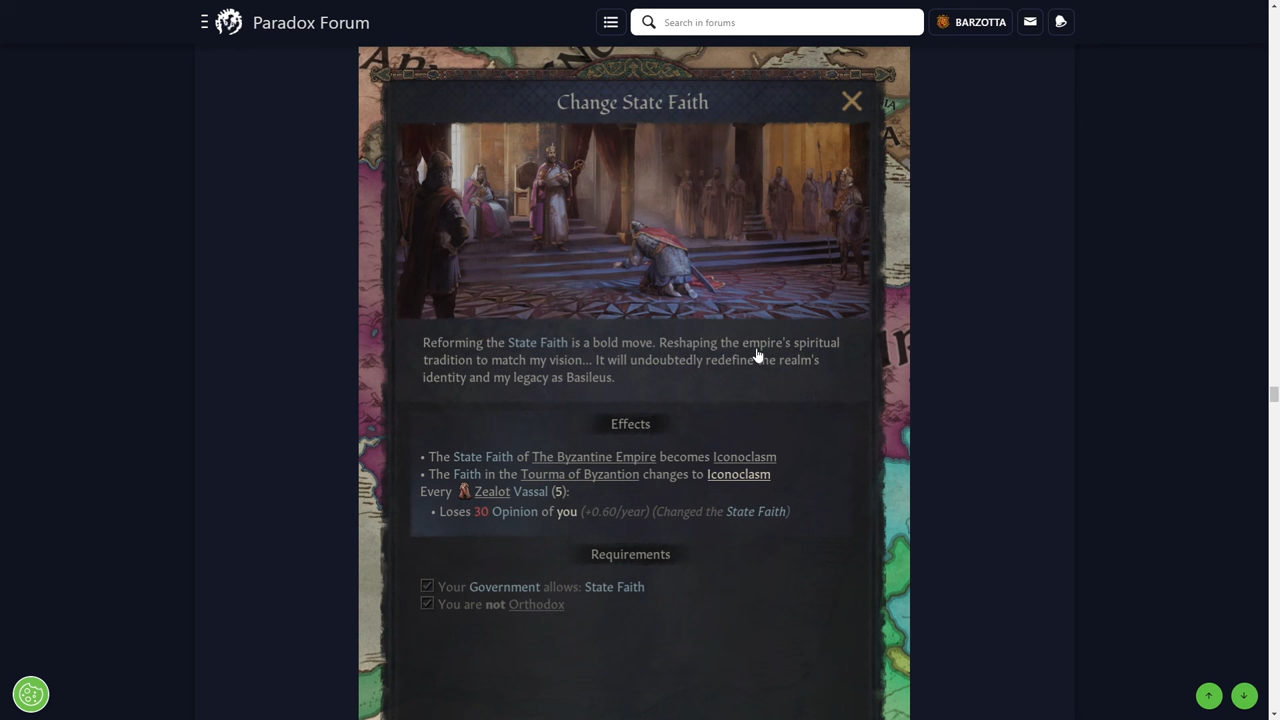 Paradox Forum
Search in forums
BARZOTTA
Change State Faith
Reforming the State Faith is a bold move. Reshaping the empire's spiritual
tradition to match my vision... It will undoubtedly redefine the realm's
identity and my legacy as Basileus.
Effects
• The State Faith of The Byzantine Empire becomes Iconoclasm
• The Faith in the Tourma of Byzantion changes to Iconoclasm
Every Zealot Vassal (5):
• Loses 30 Opinion of you (+0.60/year) (Changed the State Faith)
Requirements
Your Government allows: State Faith
You are not Orthodox